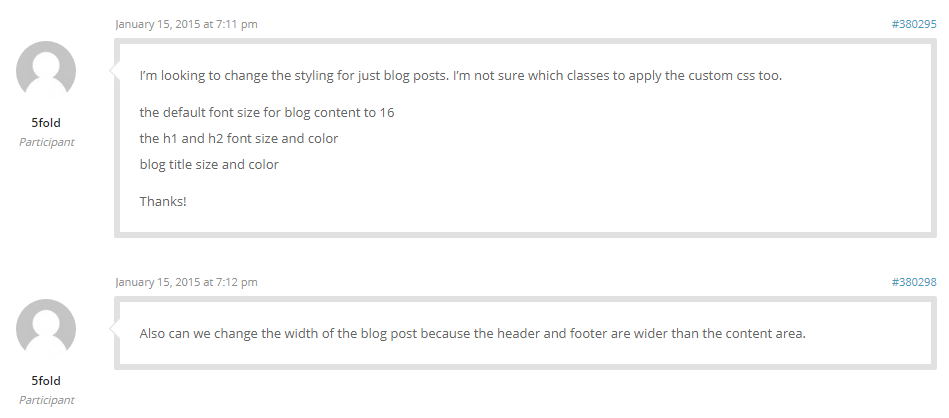 January 15, 2015 at 7:11 pm #380295
I'm looking to change the styling for just blog posts. I'm not sure which classes to apply the custom css too.
the default font size for blog content to 16
5fold
the h1 and h2 font size and color
Participant
blog title size and color
Thanks!
January 15, 2015 at 7:12 pm #380298
Also can we change the width of the blog post because the header and footer are wider than the content area.
5fold
Participant